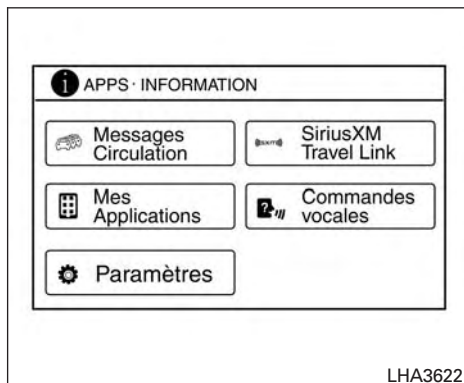 APPS · INFORMATION
Messages
Circulation
SiriusXM
Travel Link
Mes
Applications
Commandes
vocales
Paramètres
LHA3622